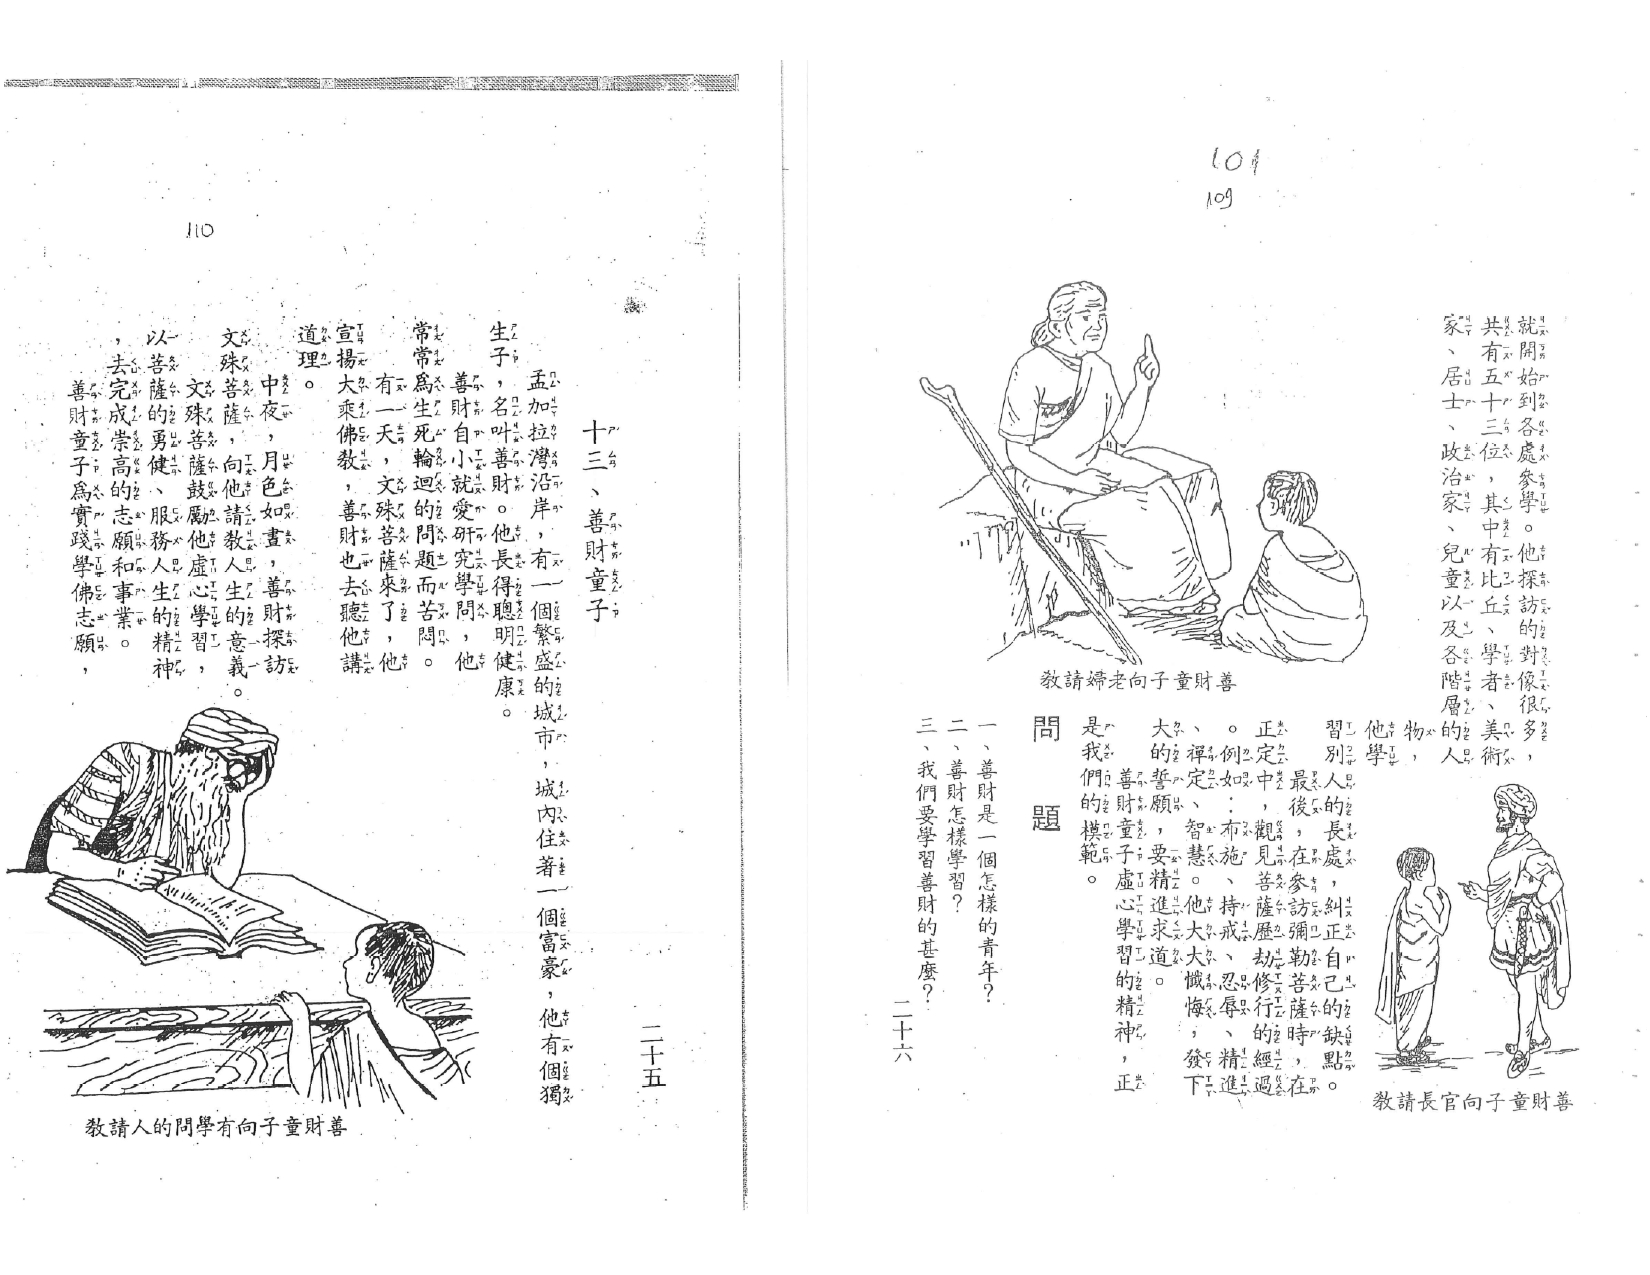 110
二十五
十三、善財童子
孟加拉灣沿岸，有一個繁盛的城市，城內住著一個富豪，他有個獨
生子，名叫善財。他長得聰明健康。
善財自小就愛研究學問，他
常常爲生死輪迴的問題而苦悶。
有一天，文殊菩薩來了，他
宣揚大乘佛教，善財也去聽他講
道理。
中夜，月色如晝，善財探訪
文殊菩薩，向他請教人生的意義。
文殊菩薩鼓勵他虛心學習，
以菩薩的勇健、服務人生的精神
，去完成崇高的志願和事業。
善財童子爲實踐學佛志願，
善財童子向有學問的人請教
109
就開始到各處參學。他探訪的對像很多，
共有五十三位，其中有比丘、學者、美術
家、居士、政治家、兒童以及各階層的人
物，
他學
習別人的長處，糾正自己的缺點。
最後，在參訪彌勒菩薩時，在
正定中，觀見菩薩歷劫修行的經過
。例如：布施、持戒、忍辱、精進
、禪定、智慧。他大大懺悔，發下
大的誓願，要精進求道。
善財童子虛心學習的精神，正
是我們的模範。
善財童子向老婦請教
善財童子向官長請教
問題
一、善財是一個怎樣的青年？
二、善財怎樣學習？
三、我們要學習善財的甚麼？
二十六